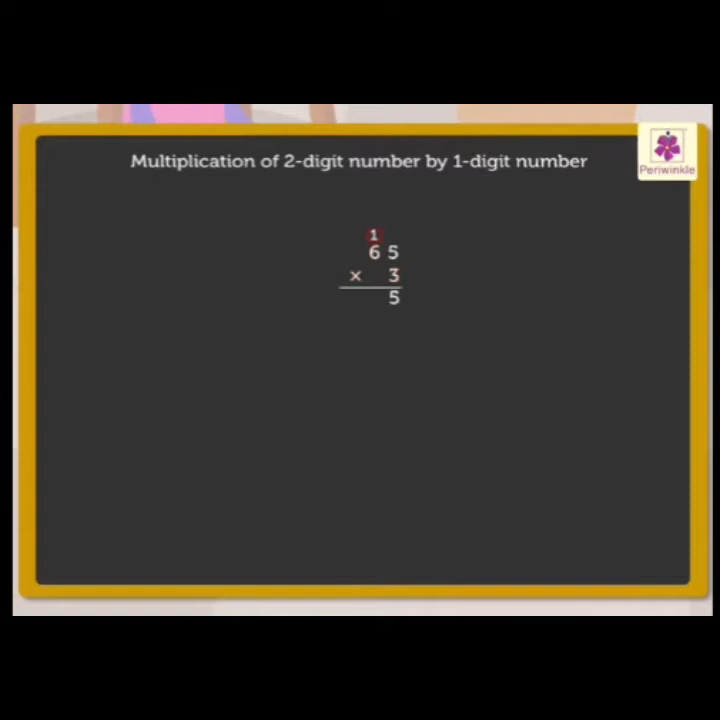 Multiplication of 2-digit number by 1-digit number
Periwinkle
1
6 5
× 3
5